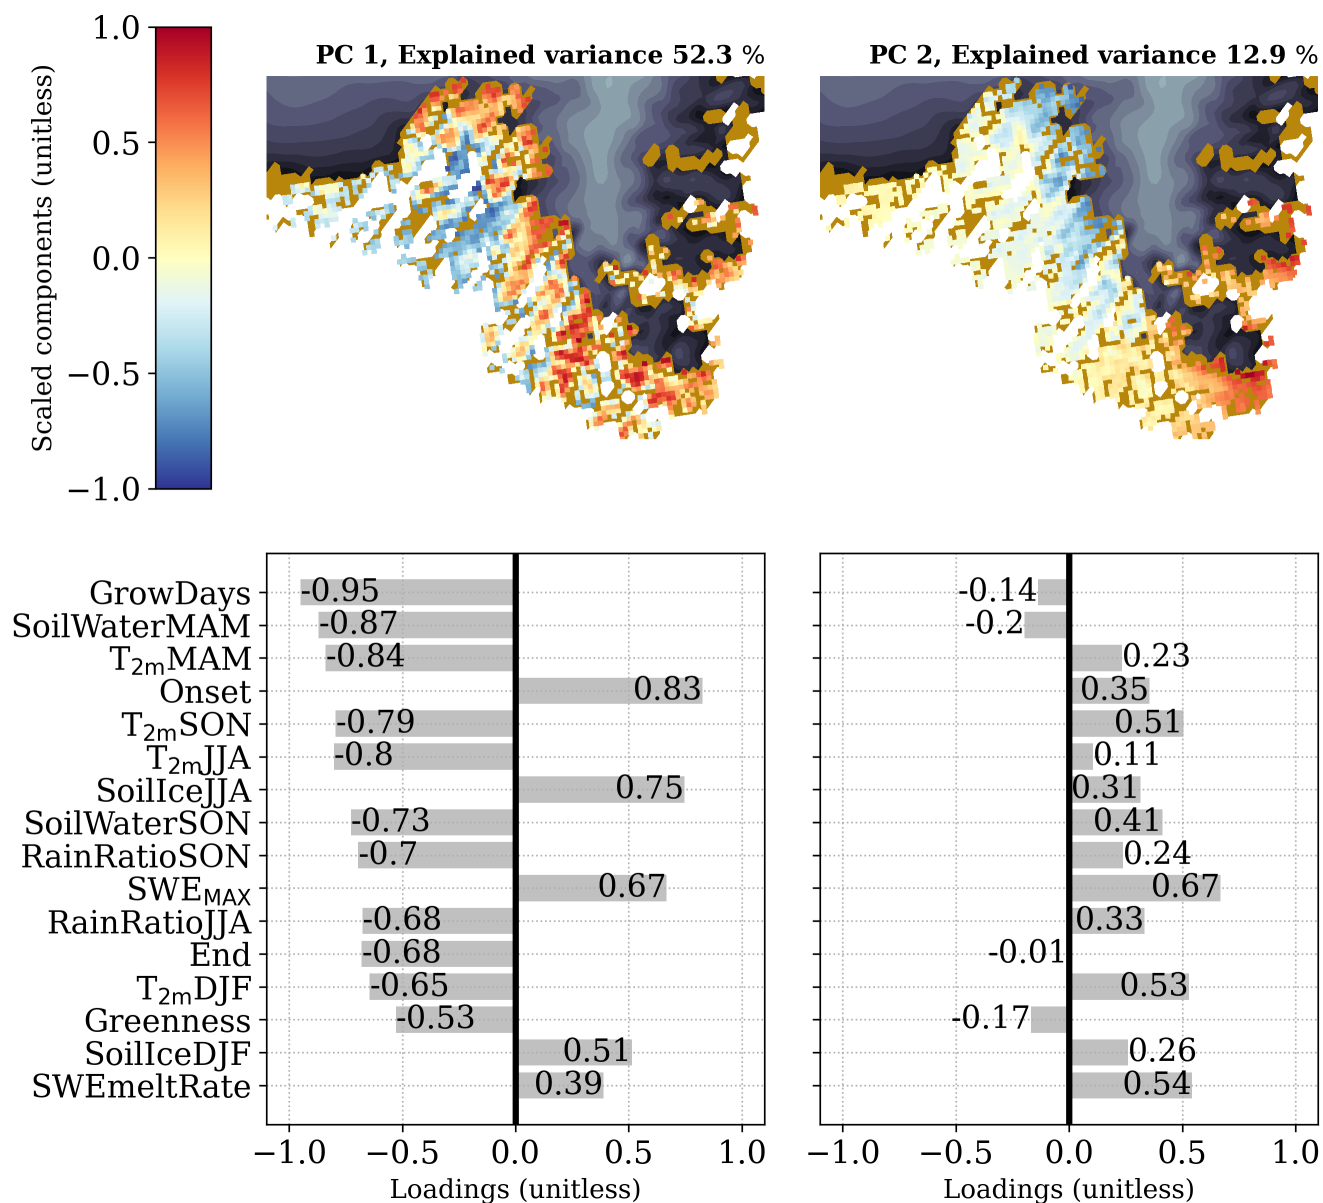 PC 1, Explained variance 52.3 %
PC 2, Explained variance 12.9 %
Scaled components (unitless)
1.0
0.5
0.0
−0.5
−1.0
GrowDays -0.95 -0.14
SoilWaterMAM -0.87 -0.2
T2mMAM -0.84 0.23
Onset 0.83 0.35
T2mSON -0.79 0.51
T2mJJA -0.8 0.11
SoilIceJJA 0.75 0.31
SoilWaterSON -0.73 0.41
RainRatioSON -0.7 0.24
SWEMAX 0.67 0.67
RainRatioJJA -0.68 0.33
End -0.68 -0.01
T2mDJF -0.65 0.53
Greenness -0.53 -0.17
SoilIceDJF 0.51 0.26
SWEmeltRate 0.39 0.54
−1.0 −0.5 0.0 0.5 1.0
−1.0 −0.5 0.0 0.5 1.0
Loadings (unitless)
Loadings (unitless)